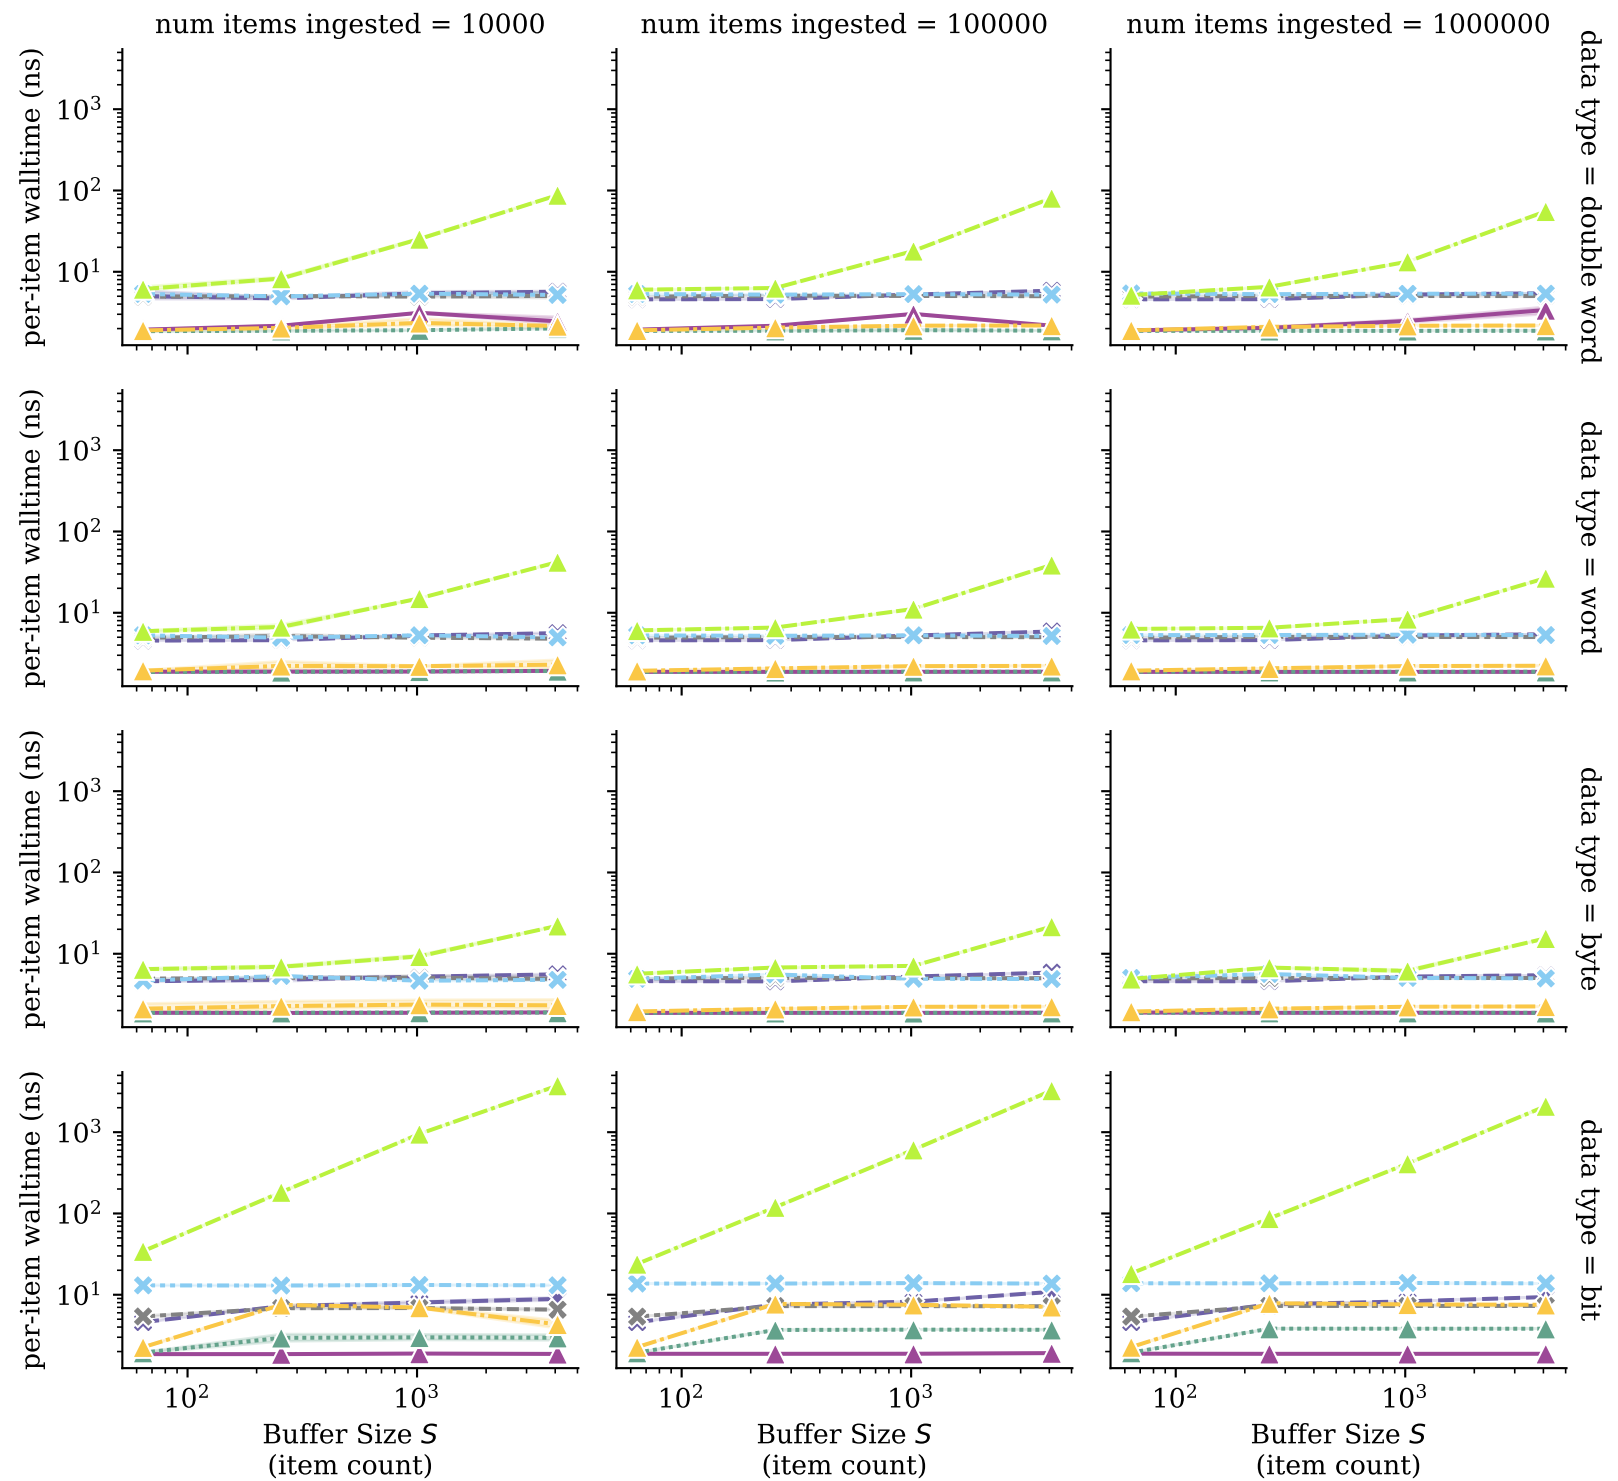 num items ingested = 10000
num items ingested = 100000
num items ingested = 1000000
per-item walltime (ns)
10³
10²
10¹
data type = double word
per-item walltime (ns)
10³
10²
10¹
data type = word
per-item walltime (ns)
10³
10²
10¹
data type = byte
per-item walltime (ns)
10³
10²
10¹
data type = bit
10² 10³
10² 10³
10² 10³
Buffer Size S
(item count)
Buffer Size S
(item count)
Buffer Size S
(item count)